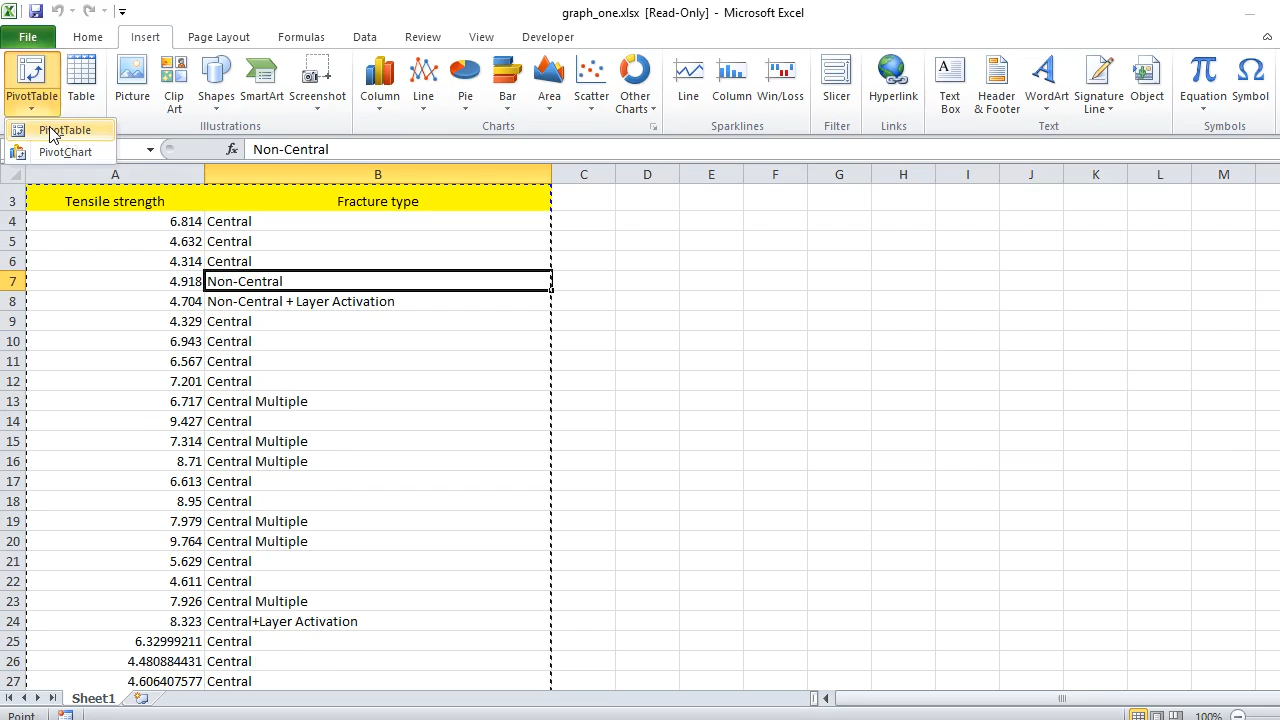 graph_one.xlsx [Read-Only] - Microsoft Excel
File Home Insert Page Layout Formulas Data Review View Developer
PivotTable Table Picture Clip Art Shapes SmartArt Screenshot Column Line Pie Bar Area Scatter Other Charts Line Column Win/Loss Slicer Hyperlink Text Box Header & Footer WordArt Signature Line Object Equation Symbol
Illustrations Charts Sparklines Filter Links Text Symbols
PivotTable
PivotChart
fx Non-Central
A B C D E F G H I J K L M
3 Tensile strength Fracture type
4 6.814 Central
5 4.632 Central
6 4.314 Central
7 4.918 Non-Central
8 4.704 Non-Central + Layer Activation
9 4.329 Central
10 6.943 Central
11 6.567 Central
12 7.201 Central
13 6.717 Central Multiple
14 9.427 Central
15 7.314 Central Multiple
16 8.71 Central Multiple
17 6.613 Central
18 8.95 Central
19 7.979 Central Multiple
20 9.764 Central Multiple
21 5.629 Central
22 4.611 Central
23 7.926 Central Multiple
24 8.323 Central+Layer Activation
25 6.32999211 Central
26 4.480884431 Central
27 4.606407577 Central
Sheet1
Point 100%